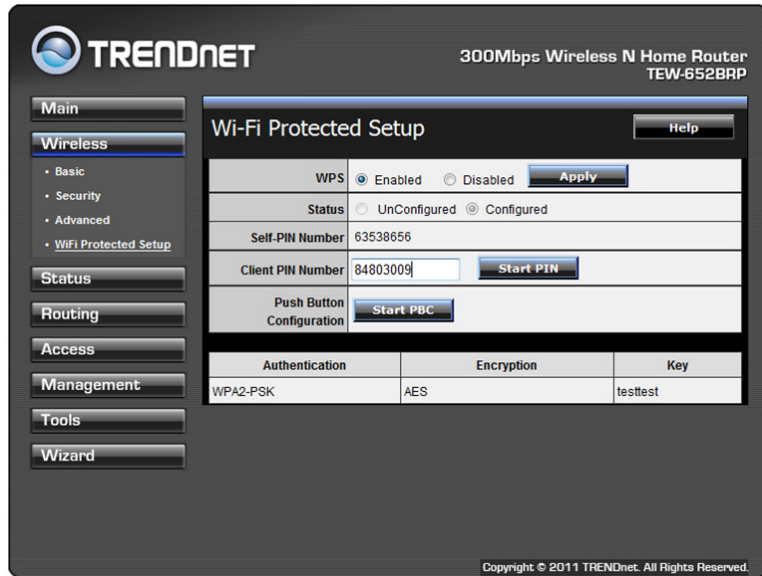 TRENDNET
300Mbps Wireless N Home Router
TEW-652BRP
Main
Wireless
• Basic
• Security
• Advanced
• WiFi Protected Setup
Status
Routing
Access
Management
Tools
Wizard
Wi-Fi Protected Setup
Help
WPS Enabled Disabled Apply
Status UnConfigured Configured
Self-PIN Number 63538656
Client PIN Number 84803009 Start PIN
Push Button
Configuration
Start PBC
Authentication Encryption Key
WPA2-PSK AES testtest
Copyright © 2011 TRENDnet. All Rights Reserved.